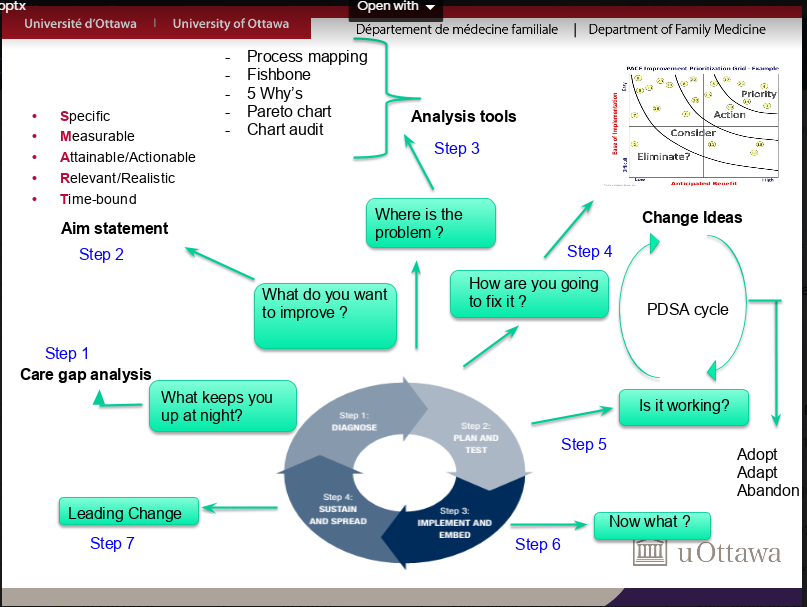 pptx
Open with
Université d'Ottawa | University of Ottawa
Département de médecine familiale | Department of Family Medicine
- Process mapping
- Fishbone
- 5 Why's
- Pareto chart
- Chart audit
Analysis tools
Step 3
• Specific
• Measurable
• Attainable/Actionable
• Relevant/Realistic
• Time-bound
Aim statement
Step 2
PACE Improvement Prioritization Grid - Example
Ease of Implementation
Easy
Difficult
Priority
Action
Consider
Eliminate?
Low
Anticipated Benefit
High
Change Ideas
Where is the
problem ?
Step 4
What do you want
to improve ?
How are you going
to fix it ?
PDSA cycle
Step 1
Care gap analysis
What keeps you
up at night?
Is it working?
Step 5
Adopt
Adapt
Abandon
Step 1:
DIAGNOSE
Step 2:
PLAN AND
TEST
Step 3:
IMPLEMENT AND
EMBED
Step 4:
SUSTAIN
AND SPREAD
Leading Change
Step 7
Now what ?
Step 6
uOttawa